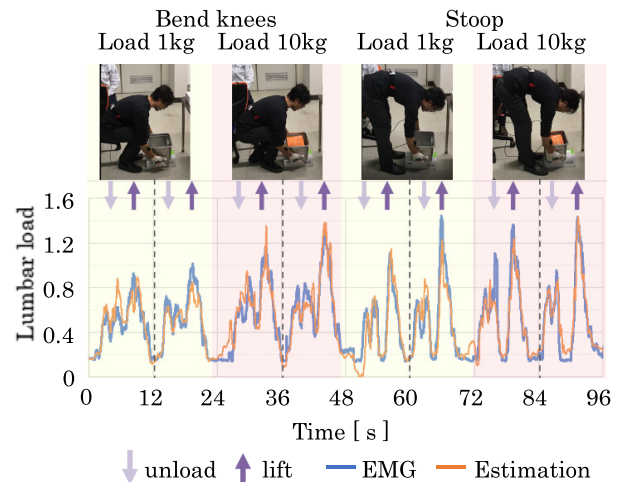 Bend knees Stoop
Load 1kg Load 10kg Load 1kg Load 10kg
Lumbar load
1.6
1.2
0.8
0.4
0
0 12 24 36 48 60 72 84 96
Time [ s ]
unload lift EMG Estimation